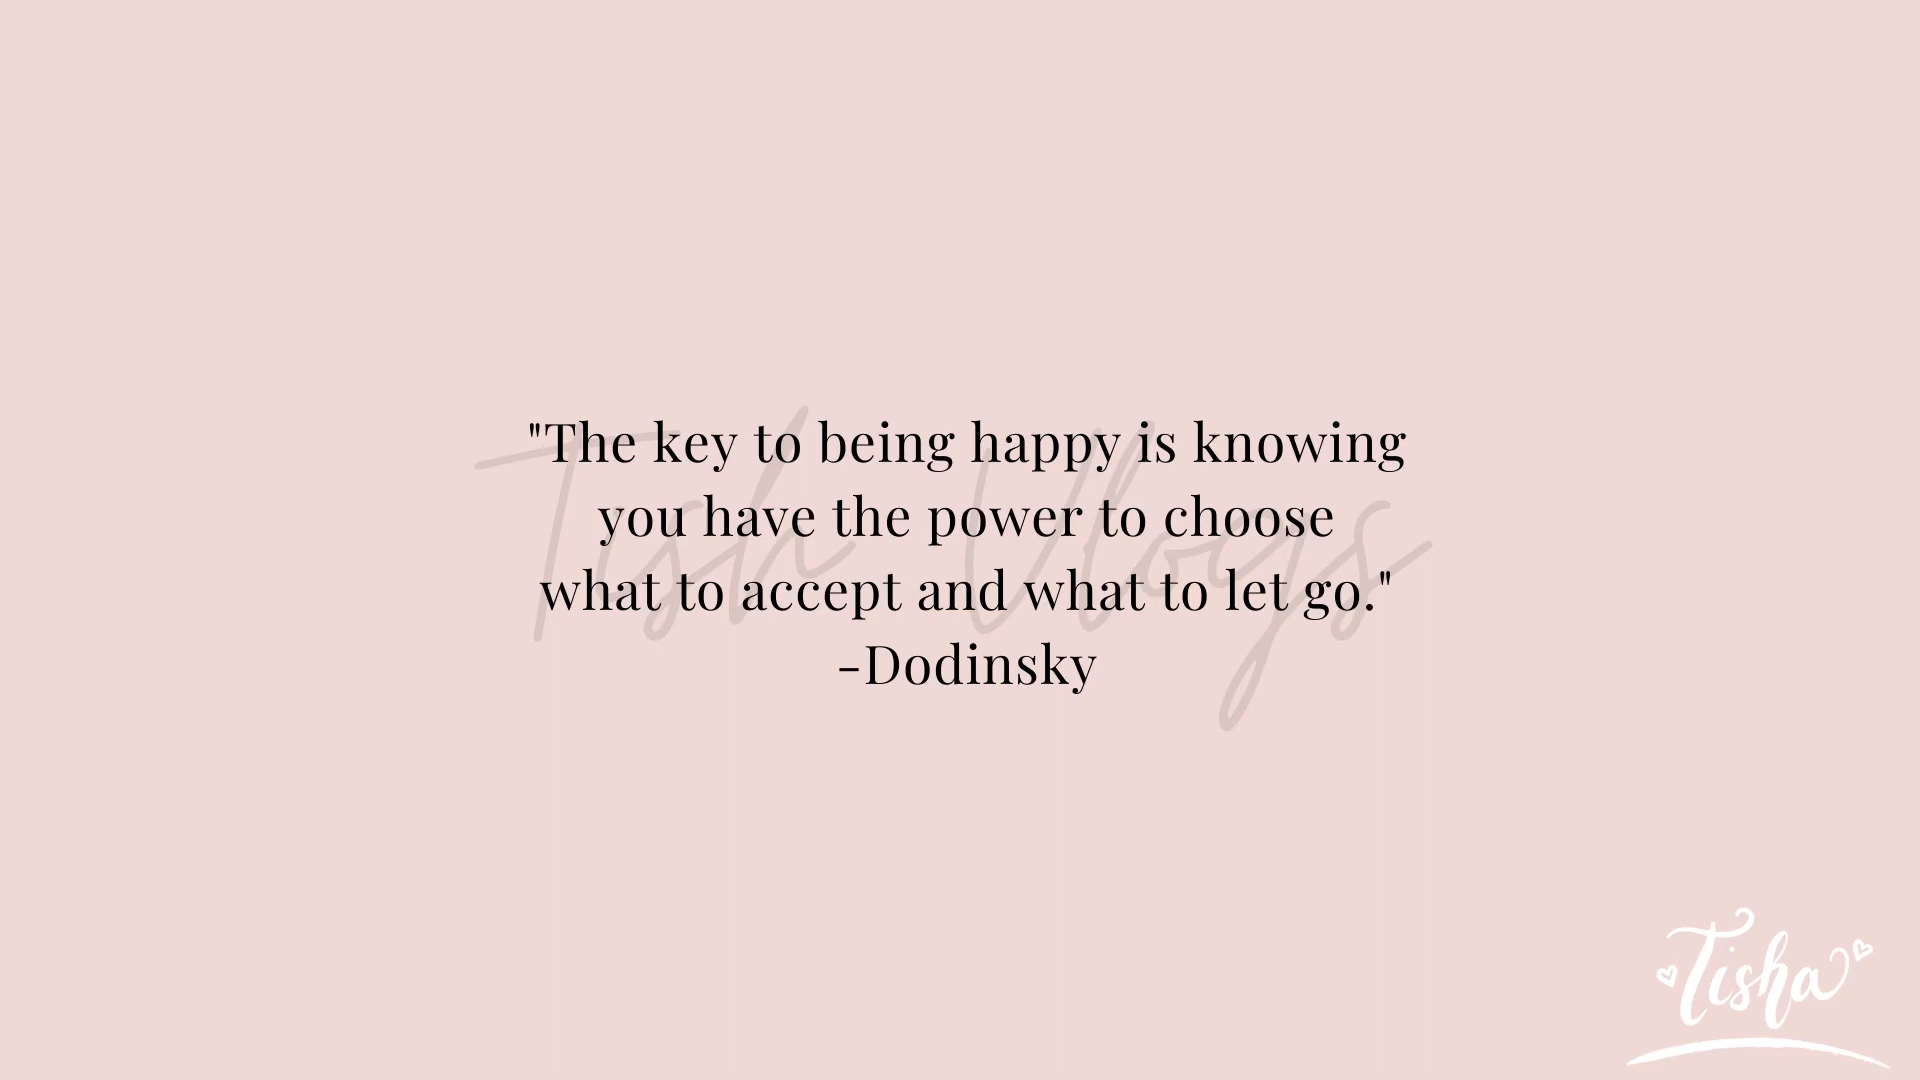 "The key to being happy is knowing
you have the power to choose
what to accept and what to let go."
-Dodinsky
Tish Vlogs
Tisha